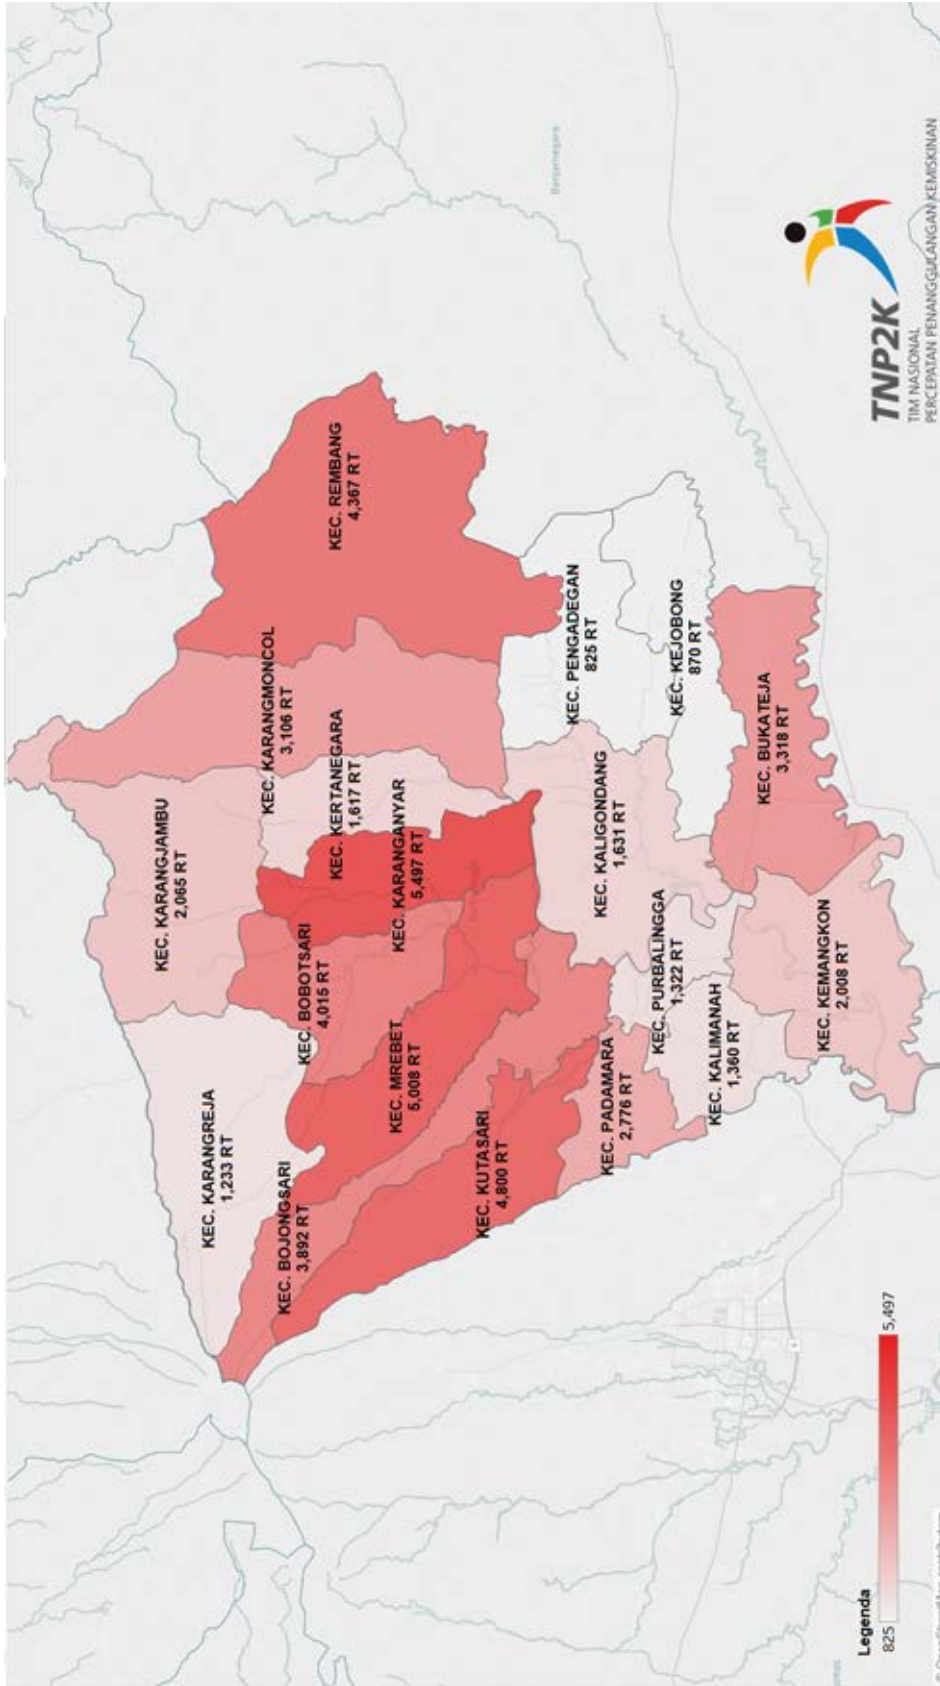 KEC. KARANGREJA
1,233 RT
KEC. KARANGJAMBU
2,065 RT
KEC. KARANGMONCOL
3,106 RT
KEC. REMBANG
4,367 RT
KEC. BOJONGSARI
3,892 RT
KEC. BOBOTSARI
4,015 RT
KEC. KERTANEGARA
1,617 RT
KEC. MREBET
5,008 RT
KEC. KARANGANYAR
5,497 RT
KEC. KUTASARI
4,800 RT
KEC. PADAMARA
2,776 RT
KEC. KALIGONDANG
1,631 RT
KEC. PENGADEGAN
825 RT
KEC. PURBALINGGA
1,322 RT
KEC. KEJOBONG
870 RT
KEC. KALIMANAH
1,360 RT
KEC. BUKATEJA
3,318 RT
KEC. KEMANGKON
2,008 RT
Banjarnegara
Legenda
825
5,497
TNP2K
TIM NASIONAL
PERCEPATAN PENANGGULANGAN KEMISKINAN